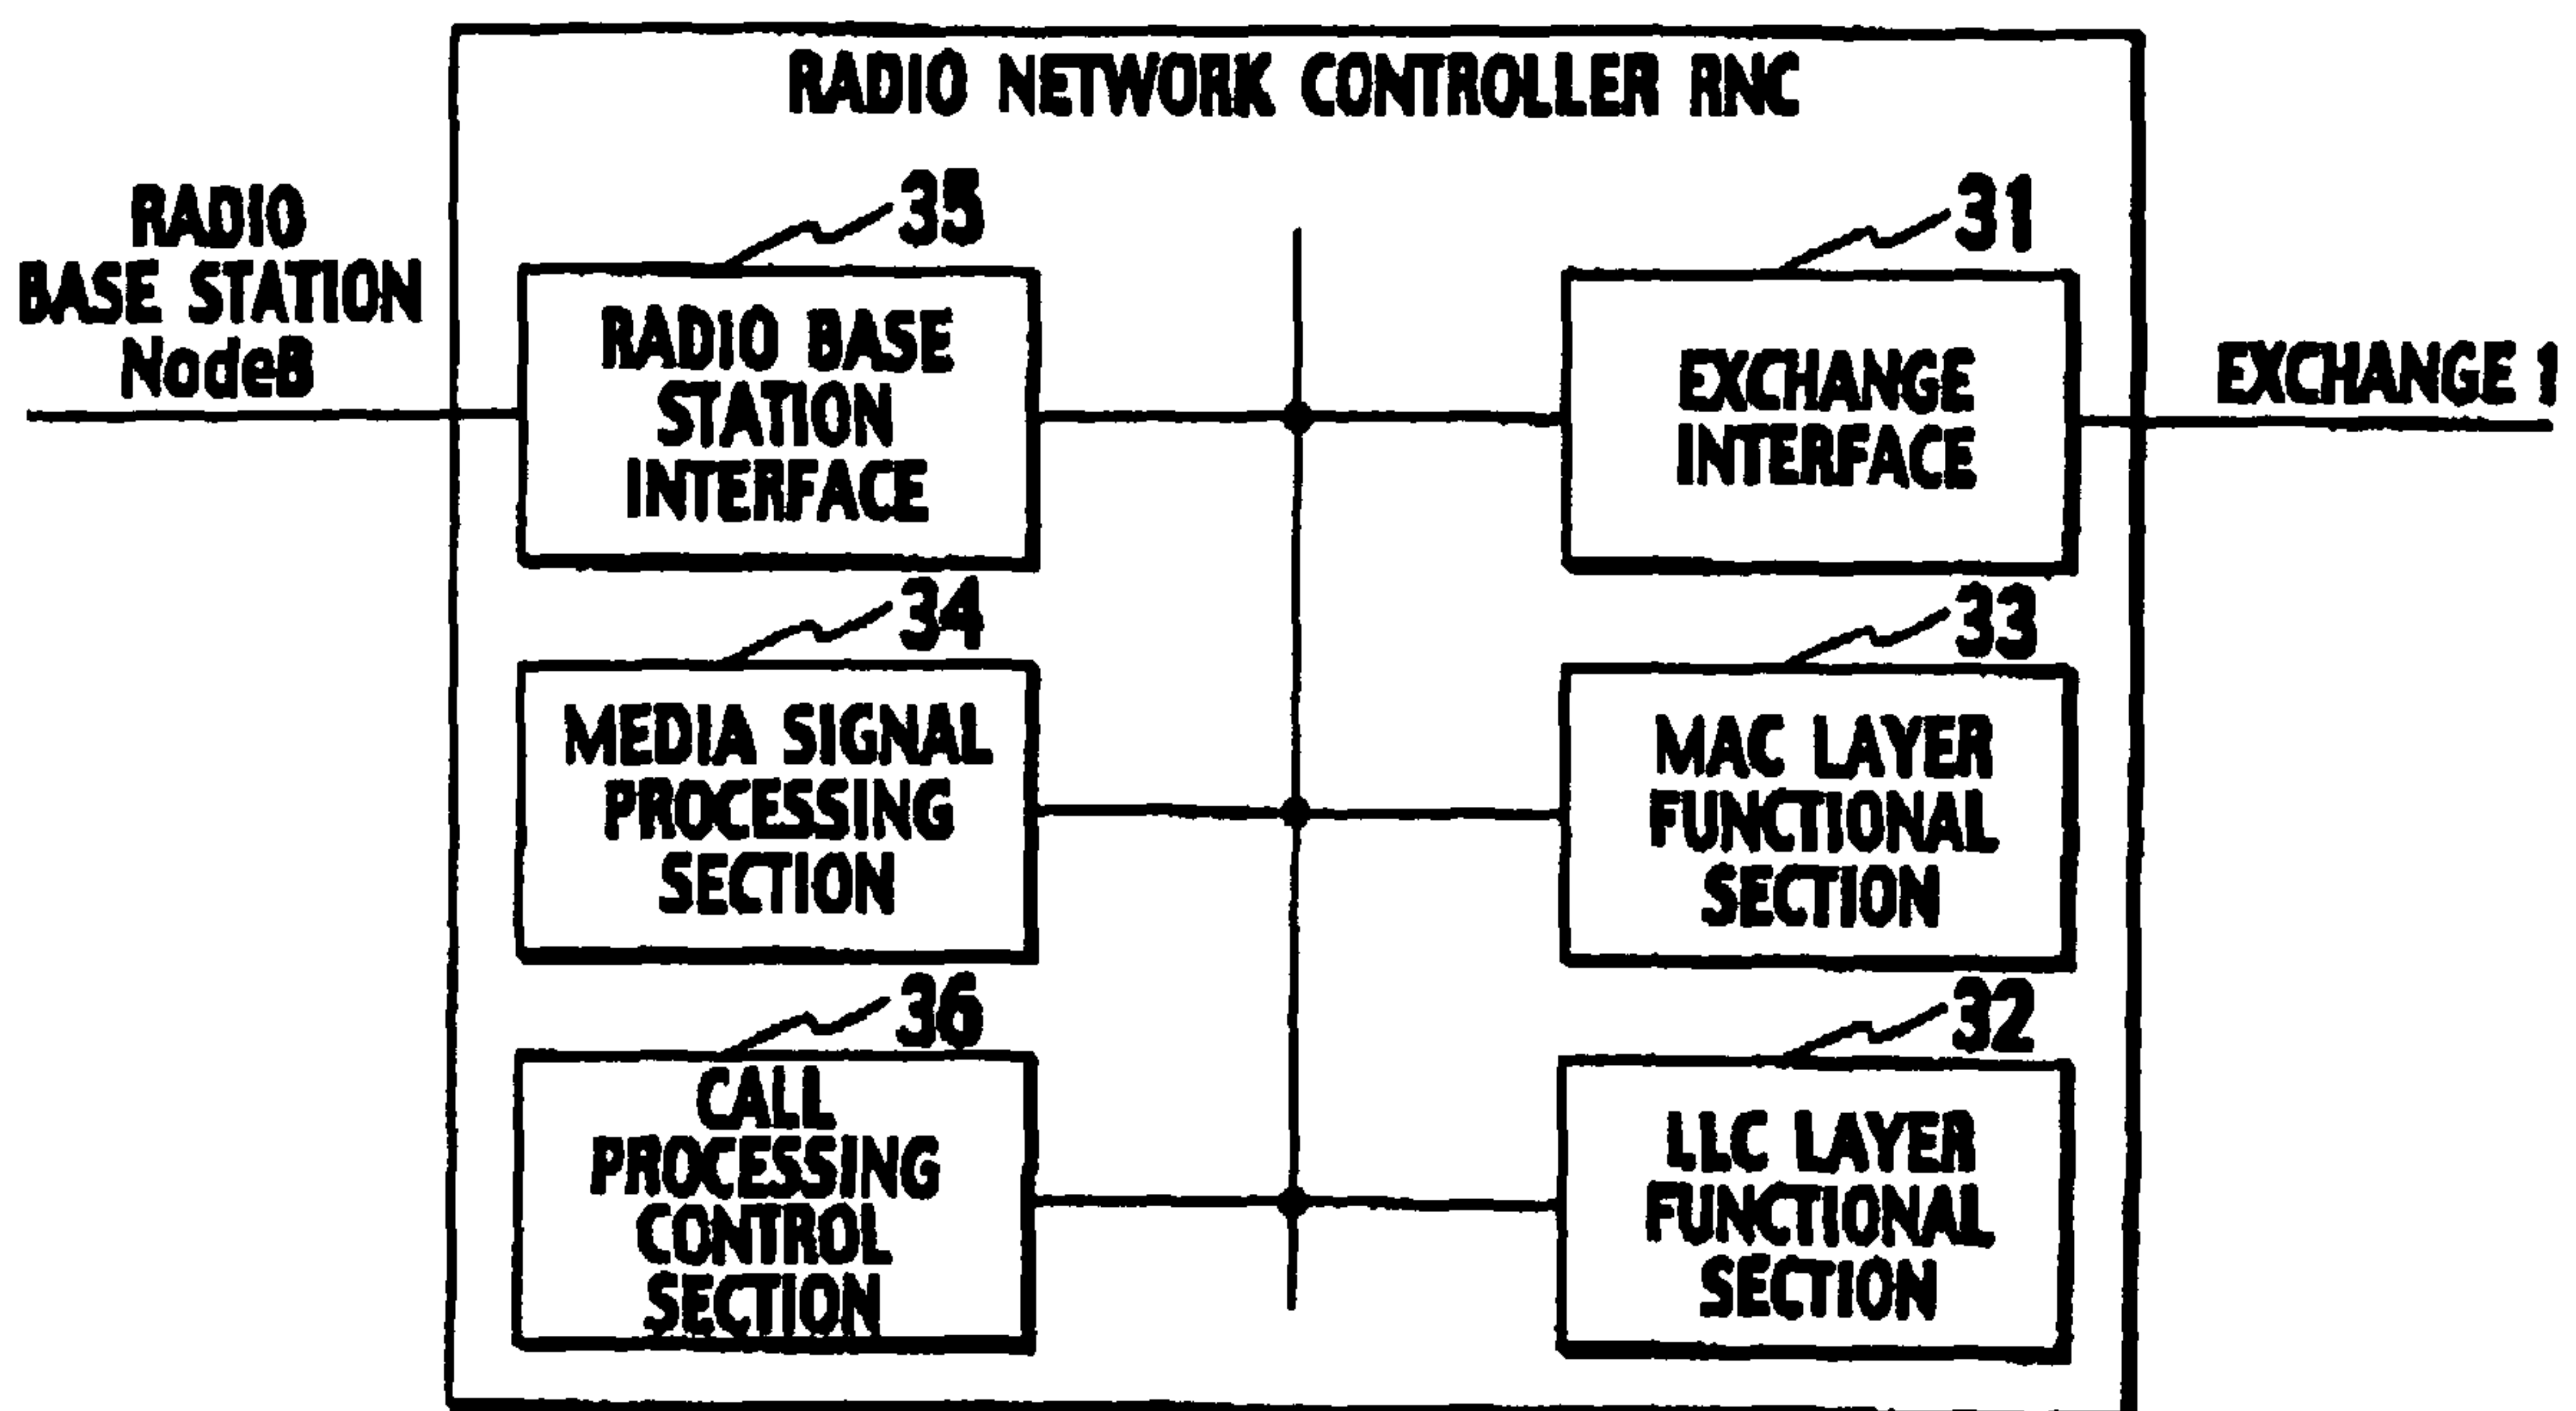 RADIO NETWORK CONTROLLER RNC
RADIO
BASE STATION
NodeB
35
RADIO BASE
STATION
INTERFACE
31
EXCHANGE
INTERFACE
EXCHANGE 1
34
MEDIA SIGNAL
PROCESSING
SECTION
33
MAC LAYER
FUNCTIONAL
SECTION
36
CALL
PROCESSING
CONTROL
SECTION
32
LLC LAYER
FUNCTIONAL
SECTION